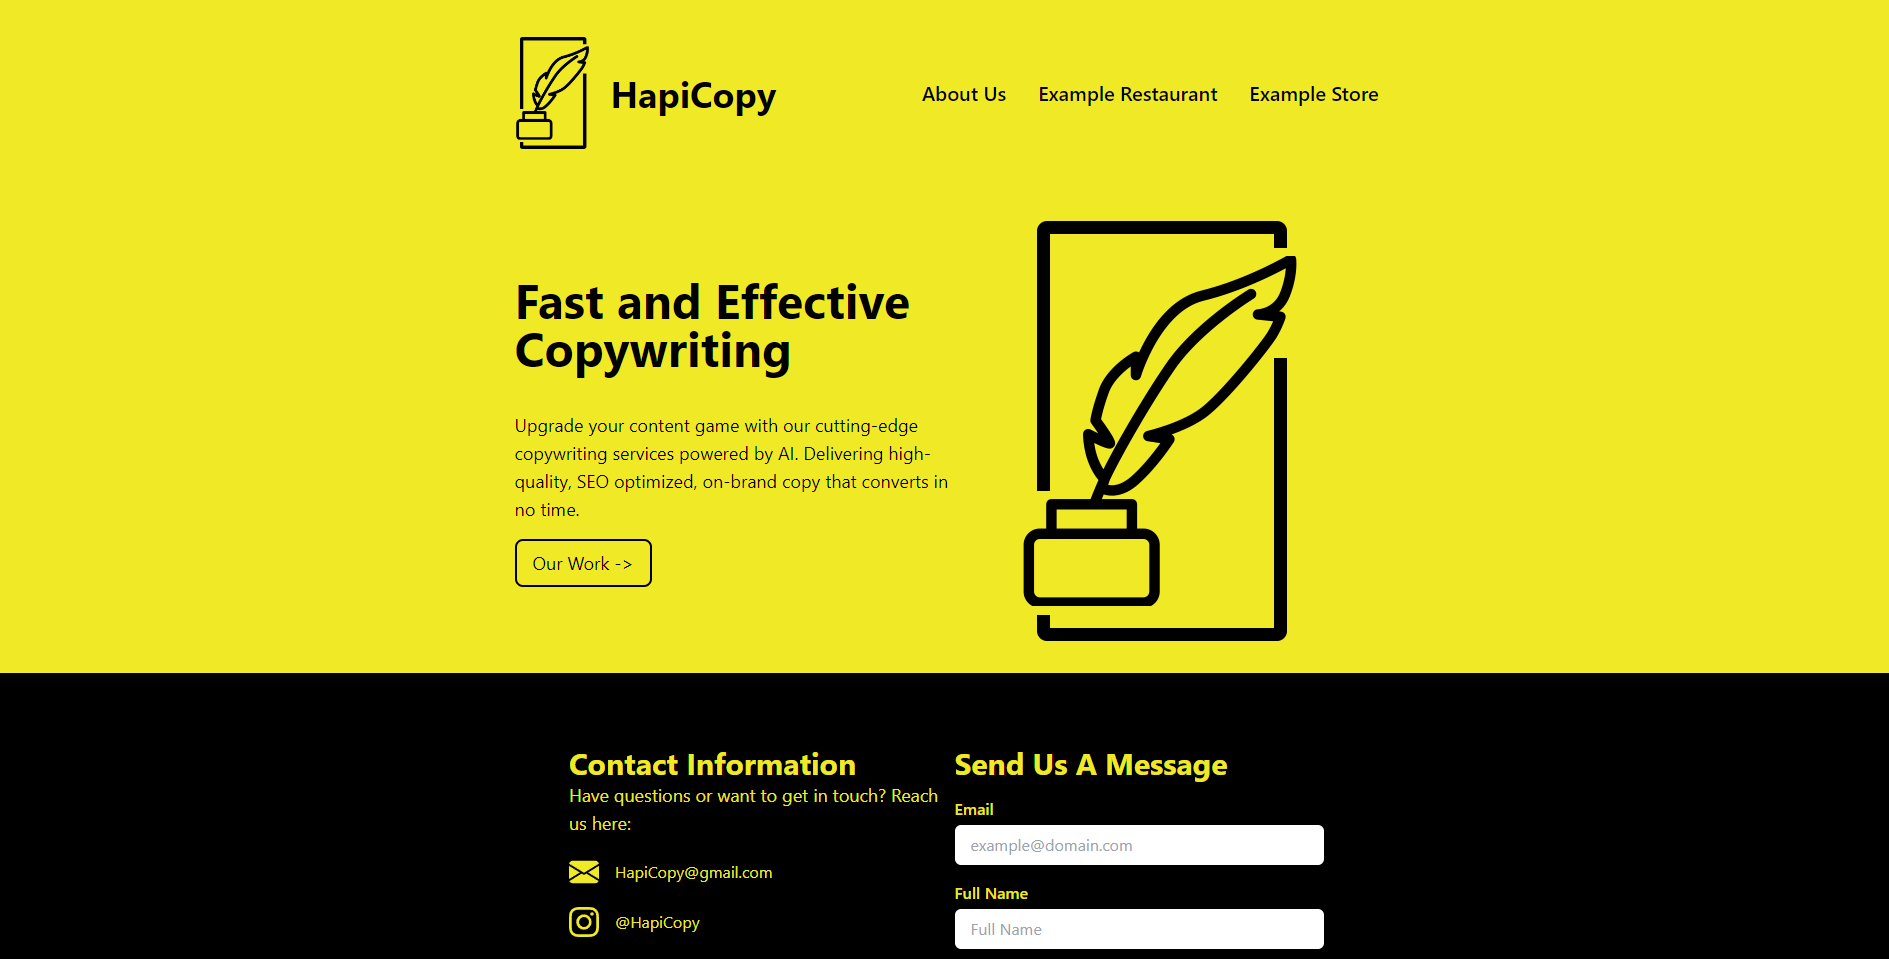 HapiCopy
About Us
Example Restaurant
Example Store
Fast and Effective
Copywriting
Upgrade your content game with our cutting-edge
copywriting services powered by AI. Delivering high-
quality, SEO optimized, on-brand copy that converts in
no time.
Our Work ->
Contact Information
Have questions or want to get in touch? Reach
us here:
HapiCopy@gmail.com
@HapiCopy
Send Us A Message
Email
example@domain.com
Full Name
Full Name